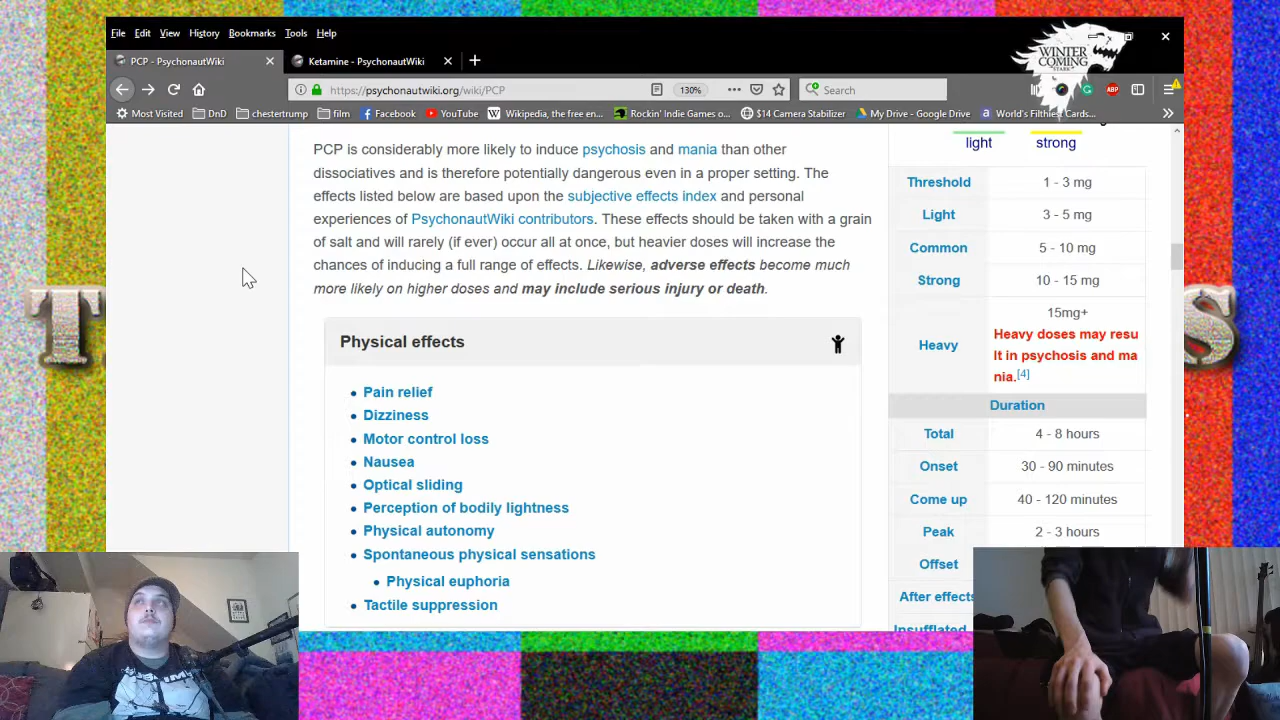 File Edit View History Bookmarks Tools Help
WINTER
COMING
STARK
PCP - PsychonautWiki
Ketamine - PsychonautWiki
https://psychonautwiki.org/wiki/PCP
130%
Search
ABP
Most Visited
DnD
chestertrump
film
Facebook
YouTube
Wikipedia, the free en...
Rockin' Indie Games o...
$14 Camera Stabilizer
My Drive - Google Drive
World's Filthiest Cards...
PCP is considerably more likely to induce psychosis and mania than other
dissociatives and is therefore potentially dangerous even in a proper setting. The
effects listed below are based upon the subjective effects index and personal
experiences of PsychonautWiki contributors. These effects should be taken with a grain
of salt and will rarely (if ever) occur all at once, but heavier doses will increase the
chances of inducing a full range of effects. Likewise, adverse effects become much
more likely on higher doses and may include serious injury or death.
Physical effects
Pain relief
Dizziness
Motor control loss
Nausea
Optical sliding
Perception of bodily lightness
Physical autonomy
Spontaneous physical sensations
Physical euphoria
Tactile suppression
light strong
Threshold 1 - 3 mg
Light 3 - 5 mg
Common 5 - 10 mg
Strong 10 - 15 mg
15mg+
Heavy doses may resu
Heavy lt in psychosis and ma
nia.[4]
Duration
Total 4 - 8 hours
Onset 30 - 90 minutes
Come up 40 - 120 minutes
Peak 2 - 3 hours
Offset
After effects
Insufflated
T
S